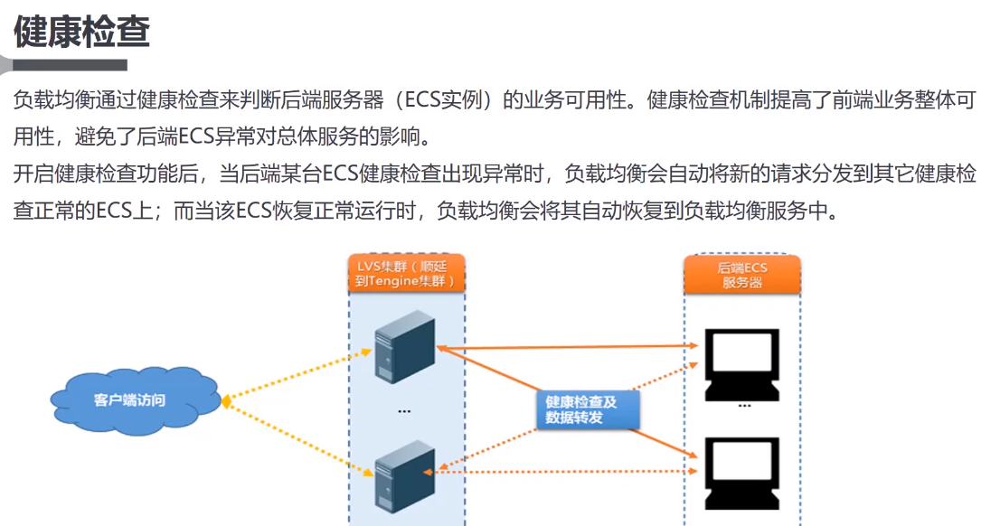 健康检查
负载均衡通过健康检查来判断后端服务器（ECS实例）的业务可用性。健康检查机制提高了前端业务整体可
用性，避免了后端ECS异常对总体服务的影响。
开启健康检查功能后，当后端某台ECS健康检查出现异常时，负载均衡会自动将新的请求分发到其它健康检
查正常的ECS上；而当该ECS恢复正常运行时，负载均衡会将其自动恢复到负载均衡服务中。
LVS集群（顺延
到Tengine集群）
后端ECS
服务器
客户端访问
...
健康检查及
数据转发
...